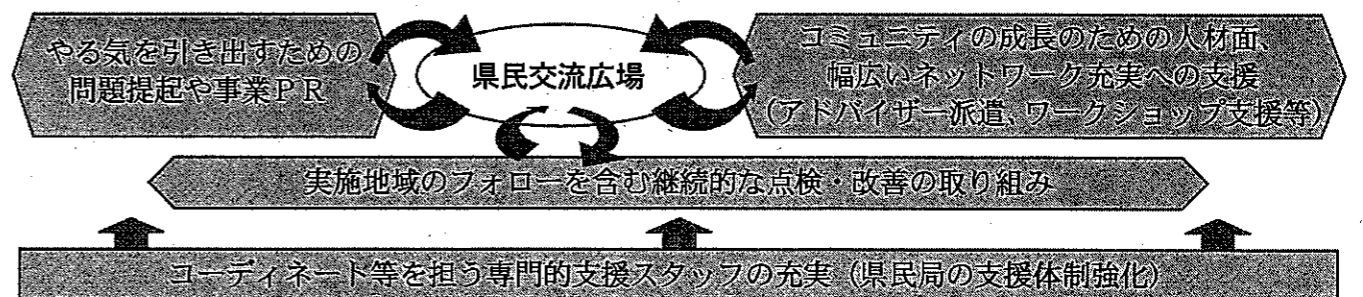 やる気を引き出すための
問題提起や事業PR
県民交流広場
コミュニティの成長のための人材面、
幅広いネットワーク充実への支援
(アドバイザー派遣、ワークショップ支援等)
実施地域のフォローを含む継続的な点検・改善の取り組み
コーディネート等を担う専門的支援スタッフの充実(県民局の支援体制強化)